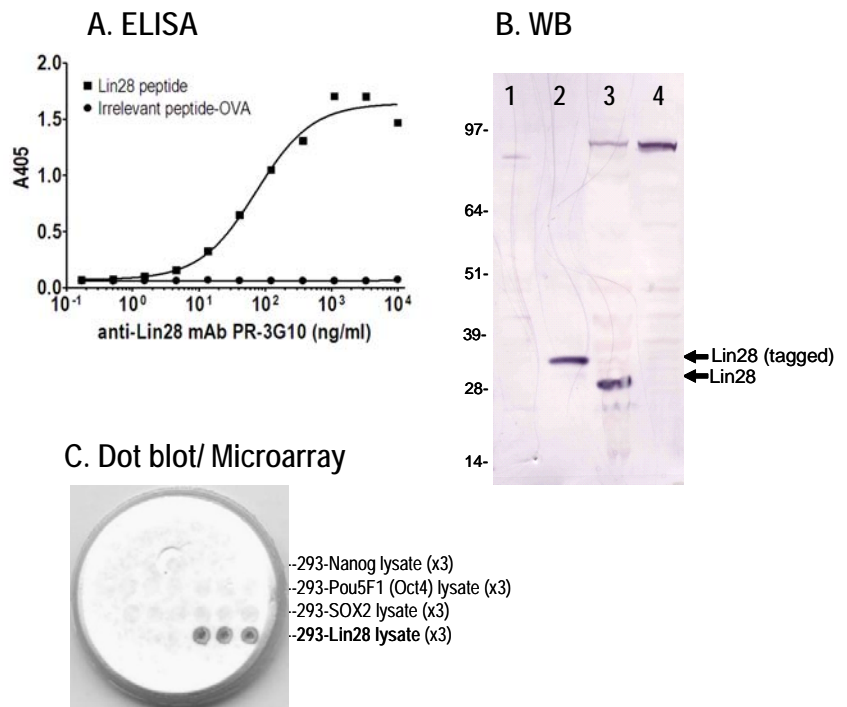 A. ELISA
2.0
1.5
1.0
0.5
0.0
A405
Lin28 peptide
Irrelevant peptide-OVA
10-1 100 101 102 103 104
anti-Lin28 mAb PR-3G10 (ng/ml)
B. WB
1 2 3 4
97-
64-
51-
39-
28-
14-
Lin28 (tagged)
Lin28
C. Dot blot/ Microarray
--293-Nanog lysate (x3)
--293-Pou5F1 (Oct4) lysate (x3)
--293-SOX2 lysate (x3)
--293-Lin28 lysate (x3)